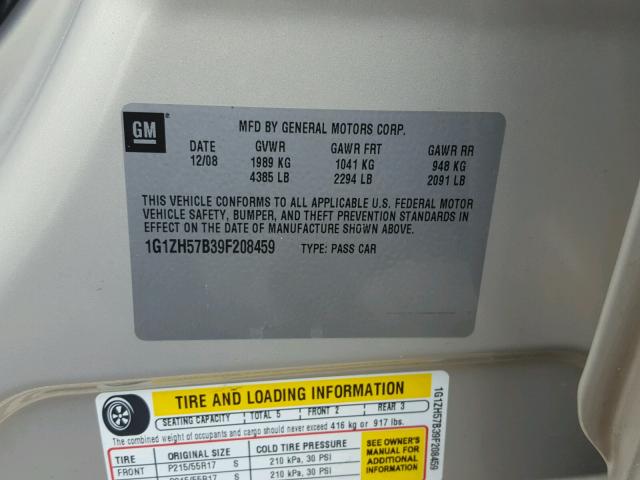 GM
MFD BY GENERAL MOTORS CORP.
DATE GVWR GAWR FRT GAWR RR
12/08 1989 KG 1041 KG 948 KG
4385 LB 2294 LB 2091 LB
THIS VEHICLE CONFORMS TO ALL APPLICABLE U.S. FEDERAL MOTOR
VEHICLE SAFETY, BUMPER, AND THEFT PREVENTION STANDARDS IN
EFFECT ON THE DATE OF MANUFACTURE SHOWN ABOVE.
1G1ZH57B39F208459 TYPE: PASS CAR
TIRE AND LOADING INFORMATION
SEATING CAPACITY TOTAL 5 FRONT 2 REAR 3
The combined weight of occupants and cargo should never exceed 416 kg or 917 lbs.
TIRE ORIGINAL SIZE COLD TIRE PRESSURE
FRONT P215/55R17 S 210 kPa, 30 PSI
P215/55R17 S 210 kPa, 30 PSI
SEE OWNER'S
MANUAL FOR
ADDITIONAL
INFORMATION
1G1ZH57B39F208459